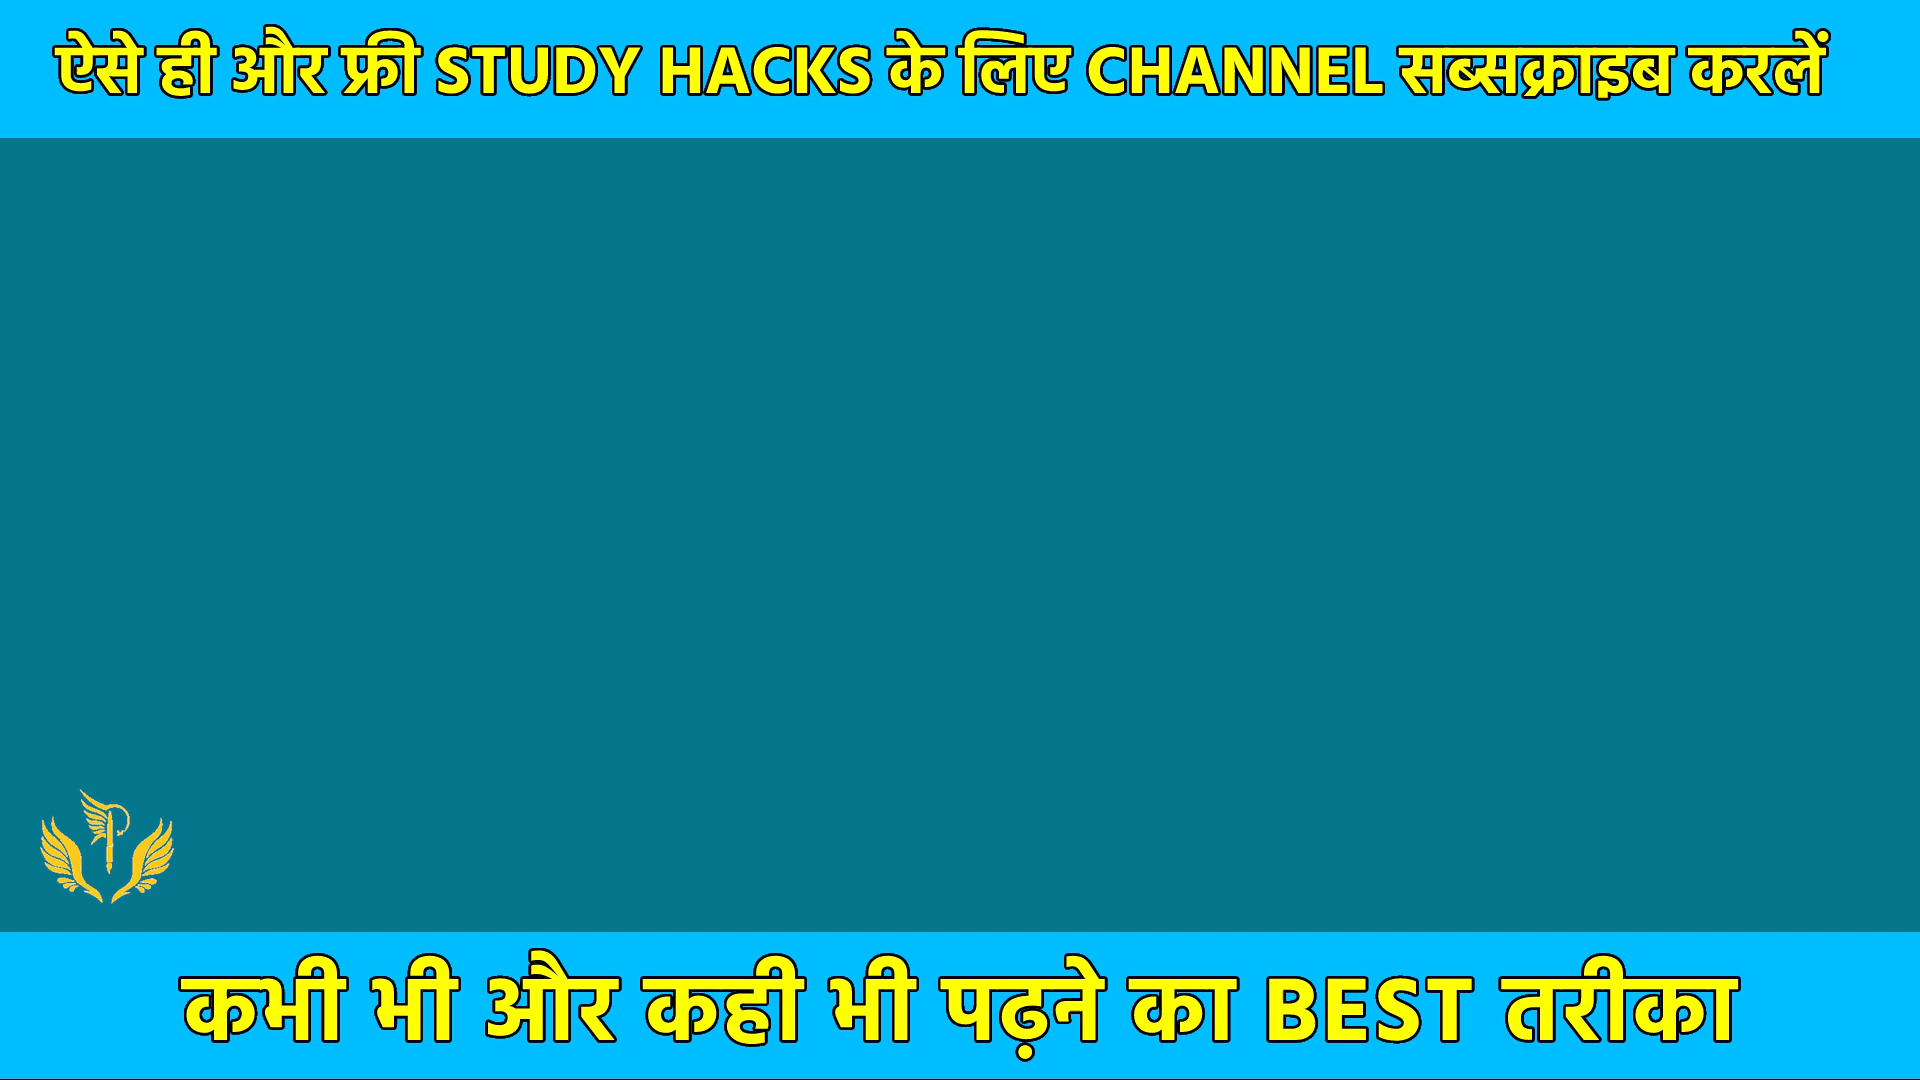 ऐसे ही और फ्री STUDY HACKS के लिए CHANNEL सब्सक्राइब करलें
कभी भी और कही भी पढ़ने का BEST तरीका